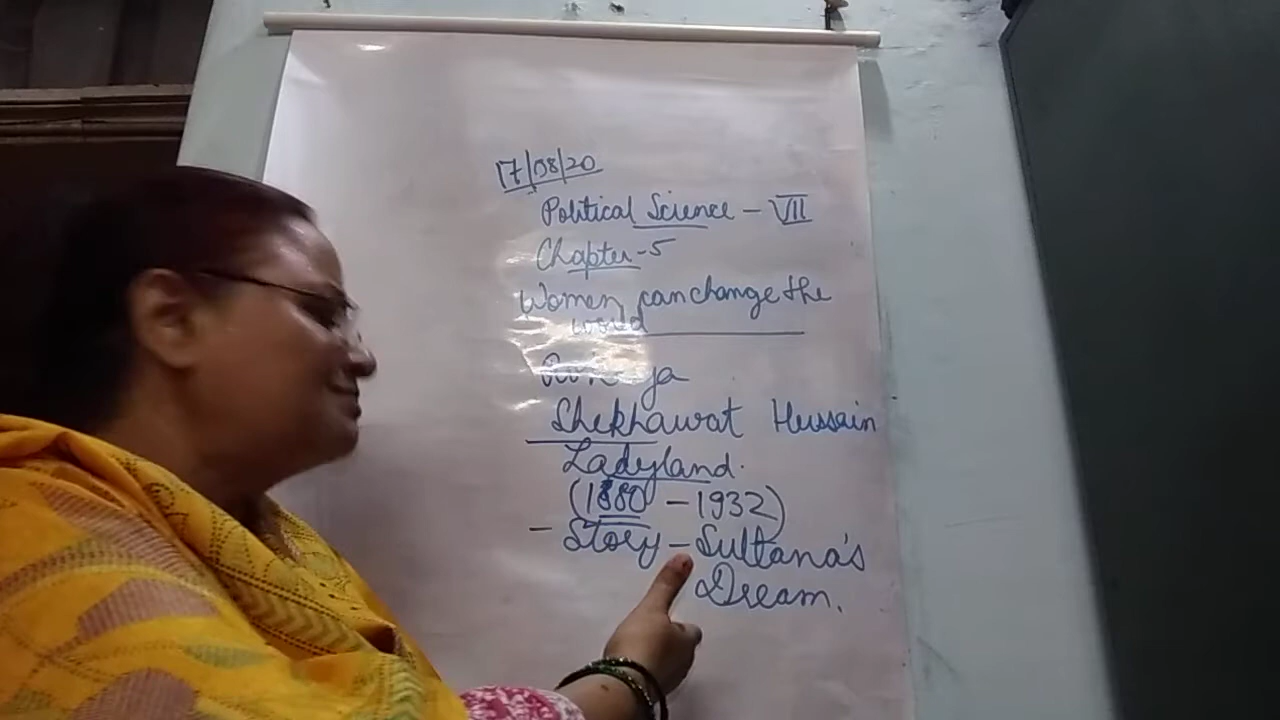 17/08/20
Political Science - VII
Chapter-5
Women can change the
world
Shekhawat Hussain
Ladyland.
(1880 - 1932)
- Story - Sultana's
Dream.